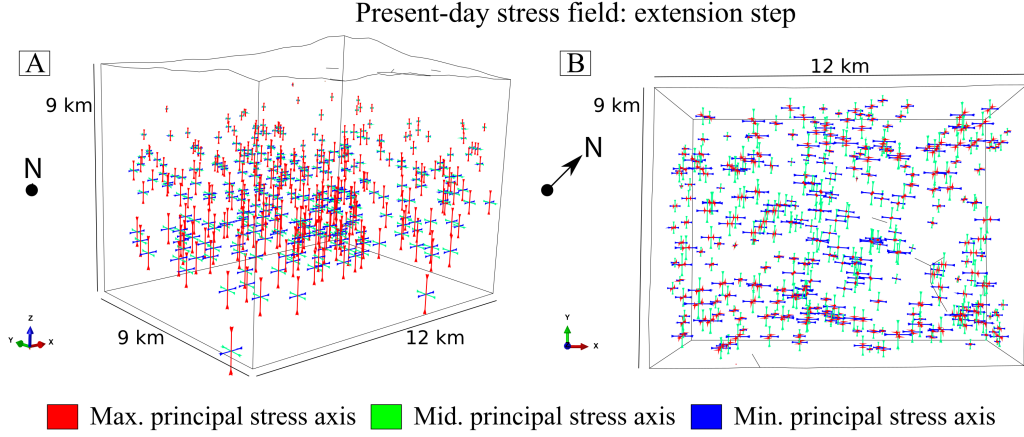 Present-day stress field: extension step
A
B
12 km
9 km
9 km
N
N
Z
Y
X
9 km
12 km
Y
X
Max. principal stress axis
Mid. principal stress axis
Min. principal stress axis